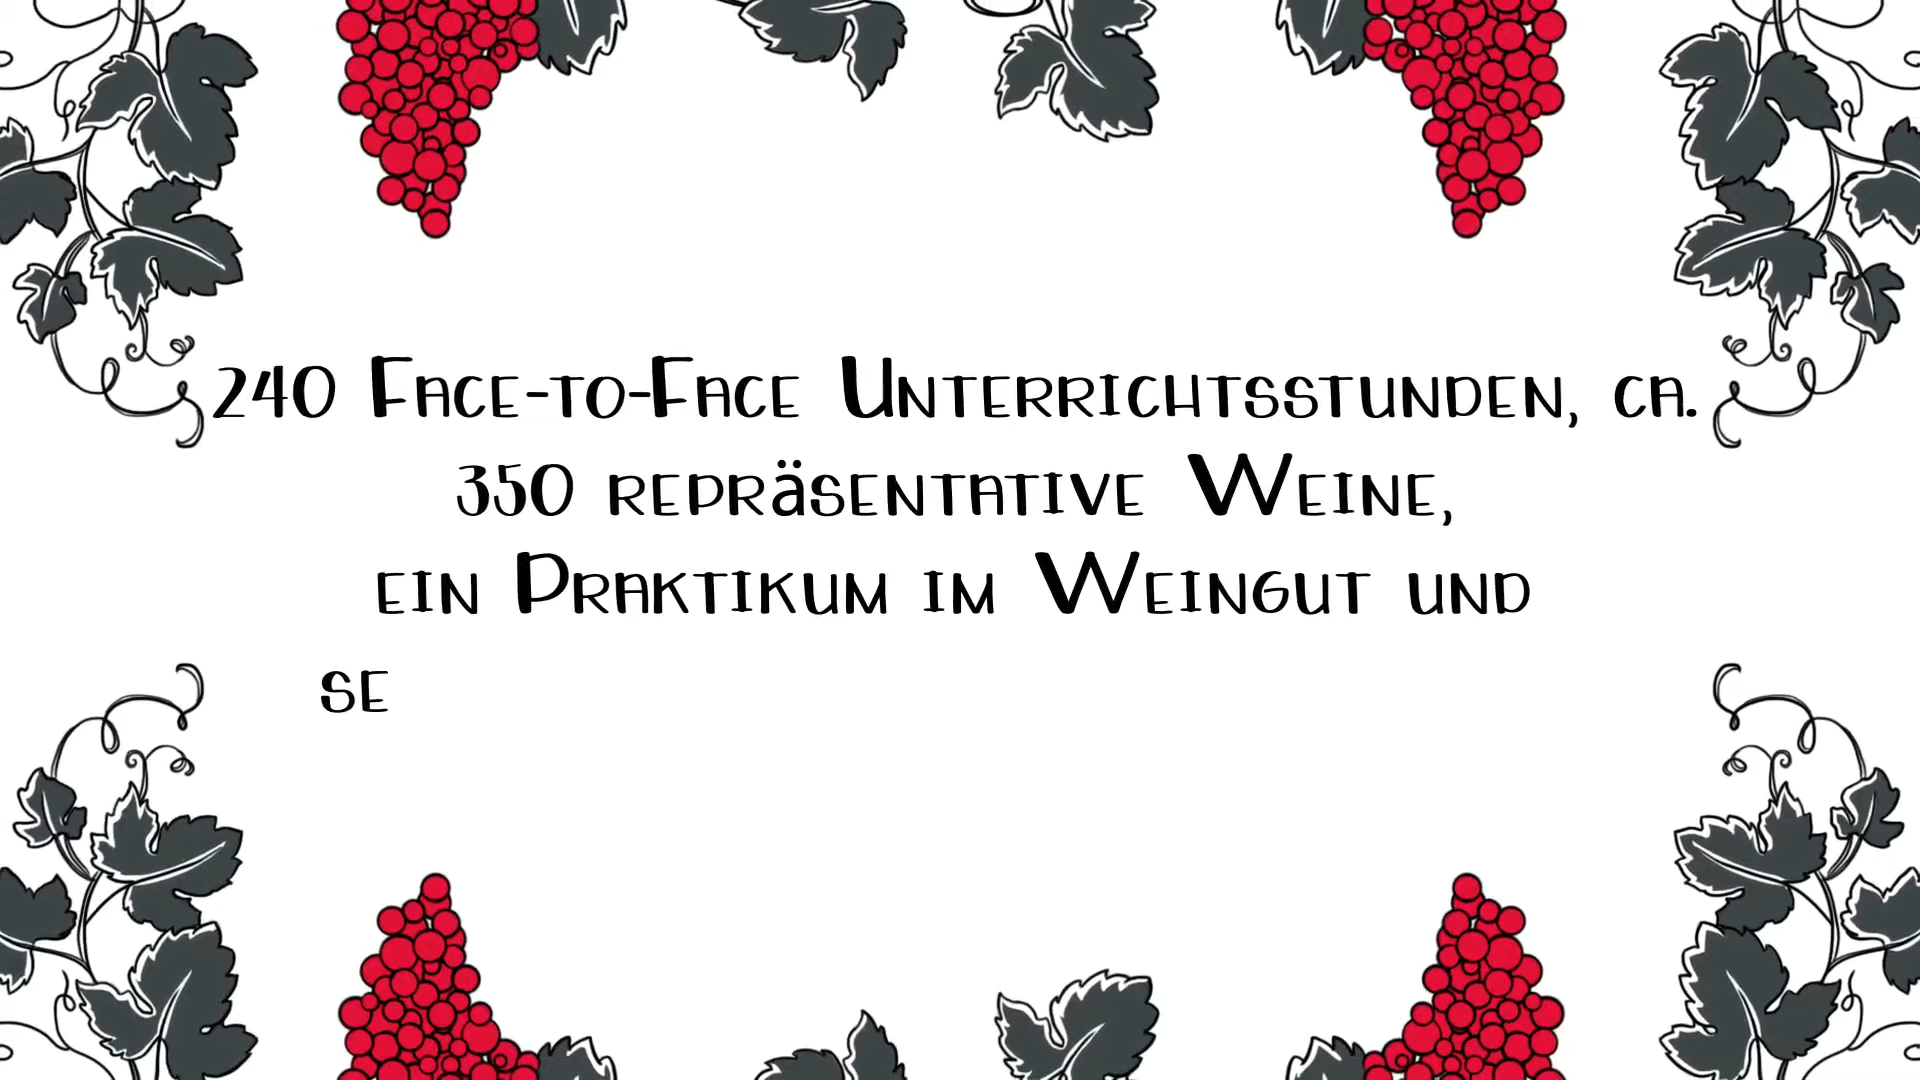 240 Face-to-Face Unterrichtsstunden, ca.
350 repräsentative Weine,
ein Praktikum im Weingut und
se